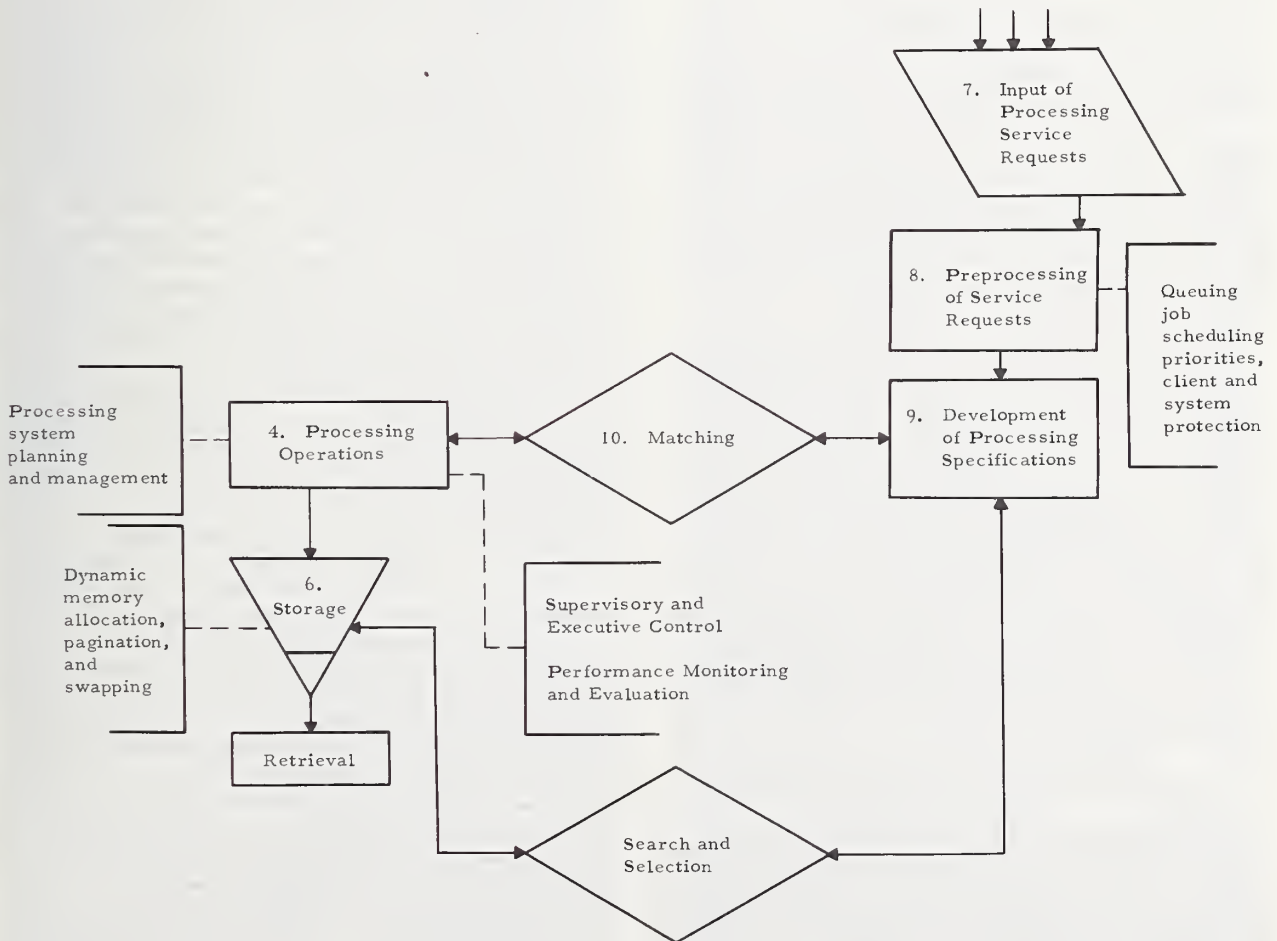 7. Input of
Processing
Service
Requests
8. Preprocessing
of Service
Requests
Queuing
job
scheduling
priorities,
client and
system
protection
Processing
system
planning
and management
4. Processing
Operations
10. Matching
9. Development
of Processing
Specifications
Dynamic
memory
allocation,
pagination,
and
swapping
6.
Storage
Supervisory and
Executive Control
Performance Monitoring
and Evaluation
Retrieval
Search and
Selection